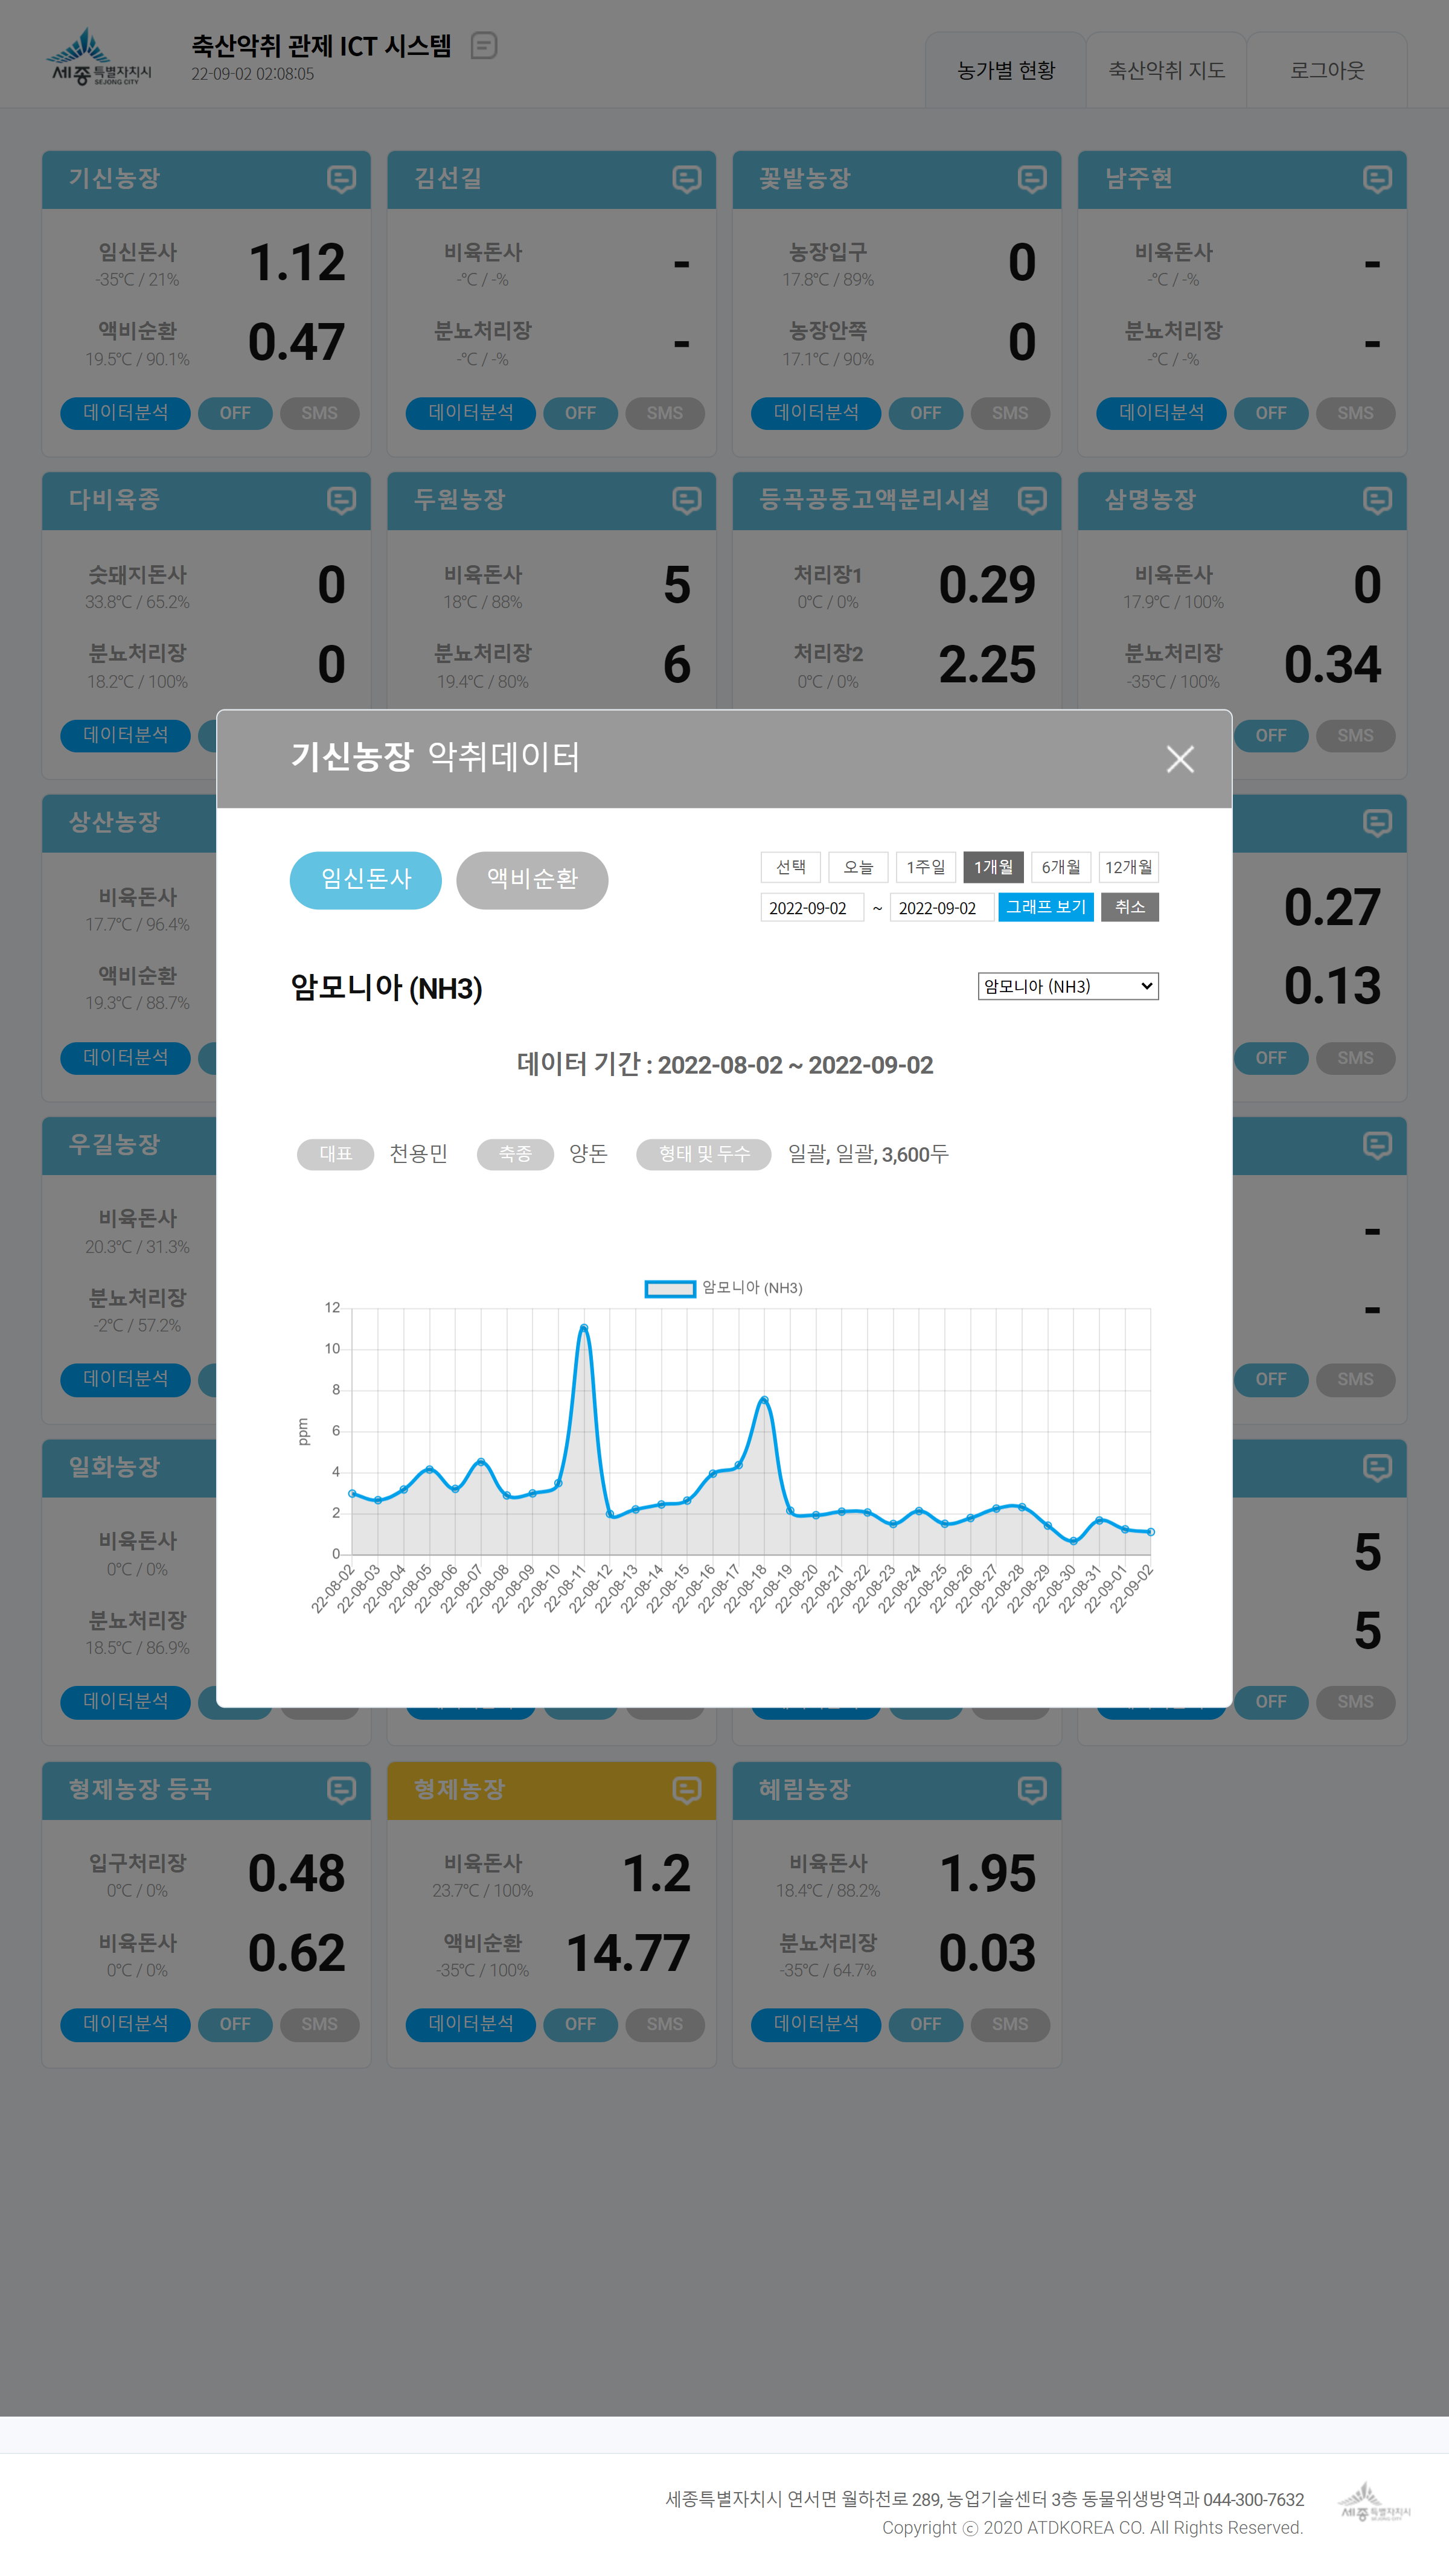 세종특별자치시
SEJONG CITY
축산악취 관제 ICT 시스템
22-09-02 02:08:05
농가별 현황
축산악취 지도
로그아웃
기신농장
김선길
꽃밭농장
남주현
임신돈사 1.12
-35℃ / 21%
비육돈사 -
-℃ / -%
농장입구 0
17.8℃ / 89%
비육돈사 -
-℃ / -%
액비순환 0.47
19.5℃ / 90.1%
분뇨처리장 -
-℃ / -%
농장안쪽 0
17.1℃ / 90%
분뇨처리장 -
-℃ / -%
데이터분석 OFF SMS
데이터분석 OFF SMS
데이터분석 OFF SMS
데이터분석 OFF SMS
다비육종
두원농장
등곡공동고액분리시설
삼명농장
숫돼지돈사 0
33.8℃ / 65.2%
비육돈사 5
18℃ / 88%
처리장1 0.29
0℃ / 0%
비육돈사 0
17.9℃ / 100%
분뇨처리장 0
18.2℃ / 100%
분뇨처리장 6
19.4℃ / 80%
처리장2 2.25
0℃ / 0%
분뇨처리장 0.34
-35℃ / 100%
데이터분석
OFF SMS
기신농장 악취데이터
임신돈사 액비순환
선택 오늘 1주일 1개월 6개월 12개월
2022-09-02 ~ 2022-09-02 그래프 보기 취소
암모니아 (NH3)
암모니아 (NH3)
데이터 기간 : 2022-08-02 ~ 2022-09-02
대표 천용민 축종 양돈 형태 및 두수 일괄, 일괄, 3,600두
암모니아 (NH3)
ppm
12
10
8
6
4
2
0
22-08-02
22-08-03
22-08-04
22-08-05
22-08-06
22-08-07
22-08-08
22-08-09
22-08-10
22-08-11
22-08-12
22-08-13
22-08-14
22-08-15
22-08-16
22-08-17
22-08-18
22-08-19
22-08-20
22-08-21
22-08-22
22-08-23
22-08-24
22-08-25
22-08-26
22-08-27
22-08-28
22-08-29
22-08-30
22-08-31
22-09-01
22-09-02
상산농장
비육돈사
17.7℃ / 96.4%
0.27
액비순환
19.3℃ / 88.7%
0.13
데이터분석
OFF SMS
우길농장
비육돈사
20.3℃ / 31.3%
-
분뇨처리장
-2℃ / 57.2%
-
데이터분석
OFF SMS
일화농장
비육돈사
0℃ / 0%
5
분뇨처리장
18.5℃ / 86.9%
5
데이터분석
OFF SMS
형제농장 등곡
형제농장
혜림농장
입구처리장 0.48
0℃ / 0%
비육돈사 1.2
23.7℃ / 100%
비육돈사 1.95
18.4℃ / 88.2%
비육돈사 0.62
0℃ / 0%
액비순환 14.77
-35℃ / 100%
분뇨처리장 0.03
-35℃ / 64.7%
데이터분석 OFF SMS
데이터분석 OFF SMS
데이터분석 OFF SMS
세종특별자치시 연서면 월하천로 289, 농업기술센터 3층 동물위생방역과 044-300-7632
Copyright ⓒ 2020 ATDKOREA CO. All Rights Reserved.
세종특별자치시